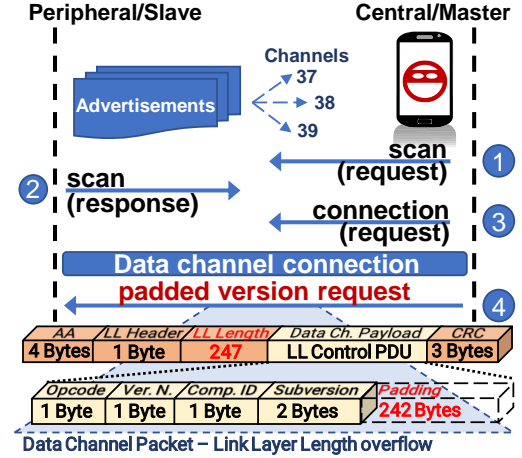 Peripheral/Slave
Central/Master
Channels
37
38
39
Advertisements
scan
(request)
1
2
scan
(response)
connection
(request)
3
Data channel connection
padded version request
4
AA LL Header LL Length Data Ch. Payload CRC
4 Bytes 1 Byte 247 LL Control PDU 3 Bytes
Opcode Ver. N. Comp. ID Subversion Padding
1 Byte 1 Byte 1 Byte 2 Bytes 242 Bytes
Data Channel Packet – Link Layer Length overflow